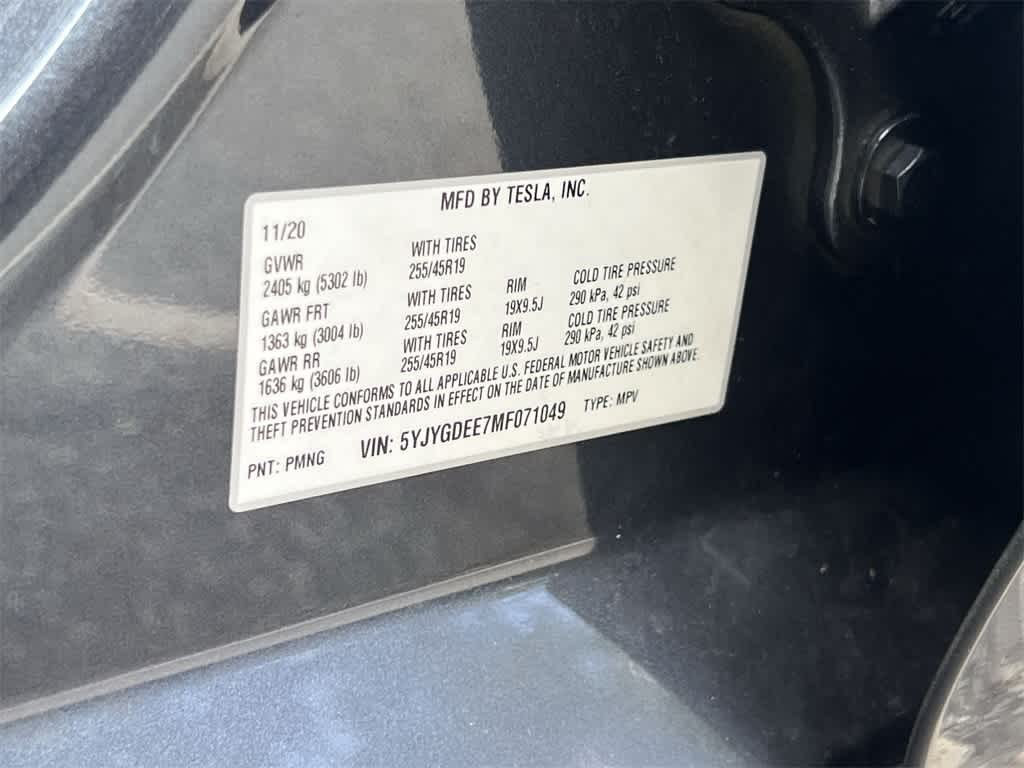 MFD BY TESLA, INC.
11/20
GVWR
2405 kg (5302 lb)
WITH TIRES
255/45R19
GAWR FRT
1363 kg (3004 lb)
WITH TIRES
255/45R19
RIM
19X9.5J
COLD TIRE PRESSURE
290 kPa, 42 psi
GAWR RR
1636 kg (3606 lb)
WITH TIRES
255/45R19
RIM
19X9.5J
COLD TIRE PRESSURE
290 kPa, 42 psi
THIS VEHICLE CONFORMS TO ALL APPLICABLE U.S. FEDERAL MOTOR VEHICLE SAFETY AND
THEFT PREVENTION STANDARDS IN EFFECT ON THE DATE OF MANUFACTURE SHOWN ABOVE.
PNT: PMNG VIN: 5YJYGDEE7MF071049 TYPE: MPV